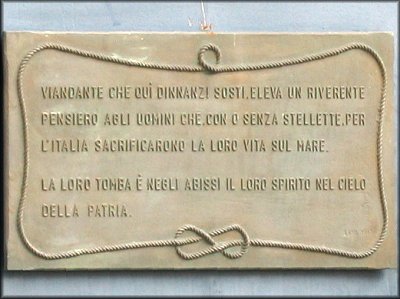 VIANDANTE CHE QUÌ DINNANZI SOSTI, ELEVA UN RIVERENTE
PENSIERO AGLI UOMINI CHE, CON O SENZA STELLETTE, PER
L'ITALIA SACRIFICARONO LA LORO VITA SUL MARE.
LA LORO TOMBA È NEGLI ABISSI IL LORO SPIRITO NEL CIELO
DELLA PATRIA.